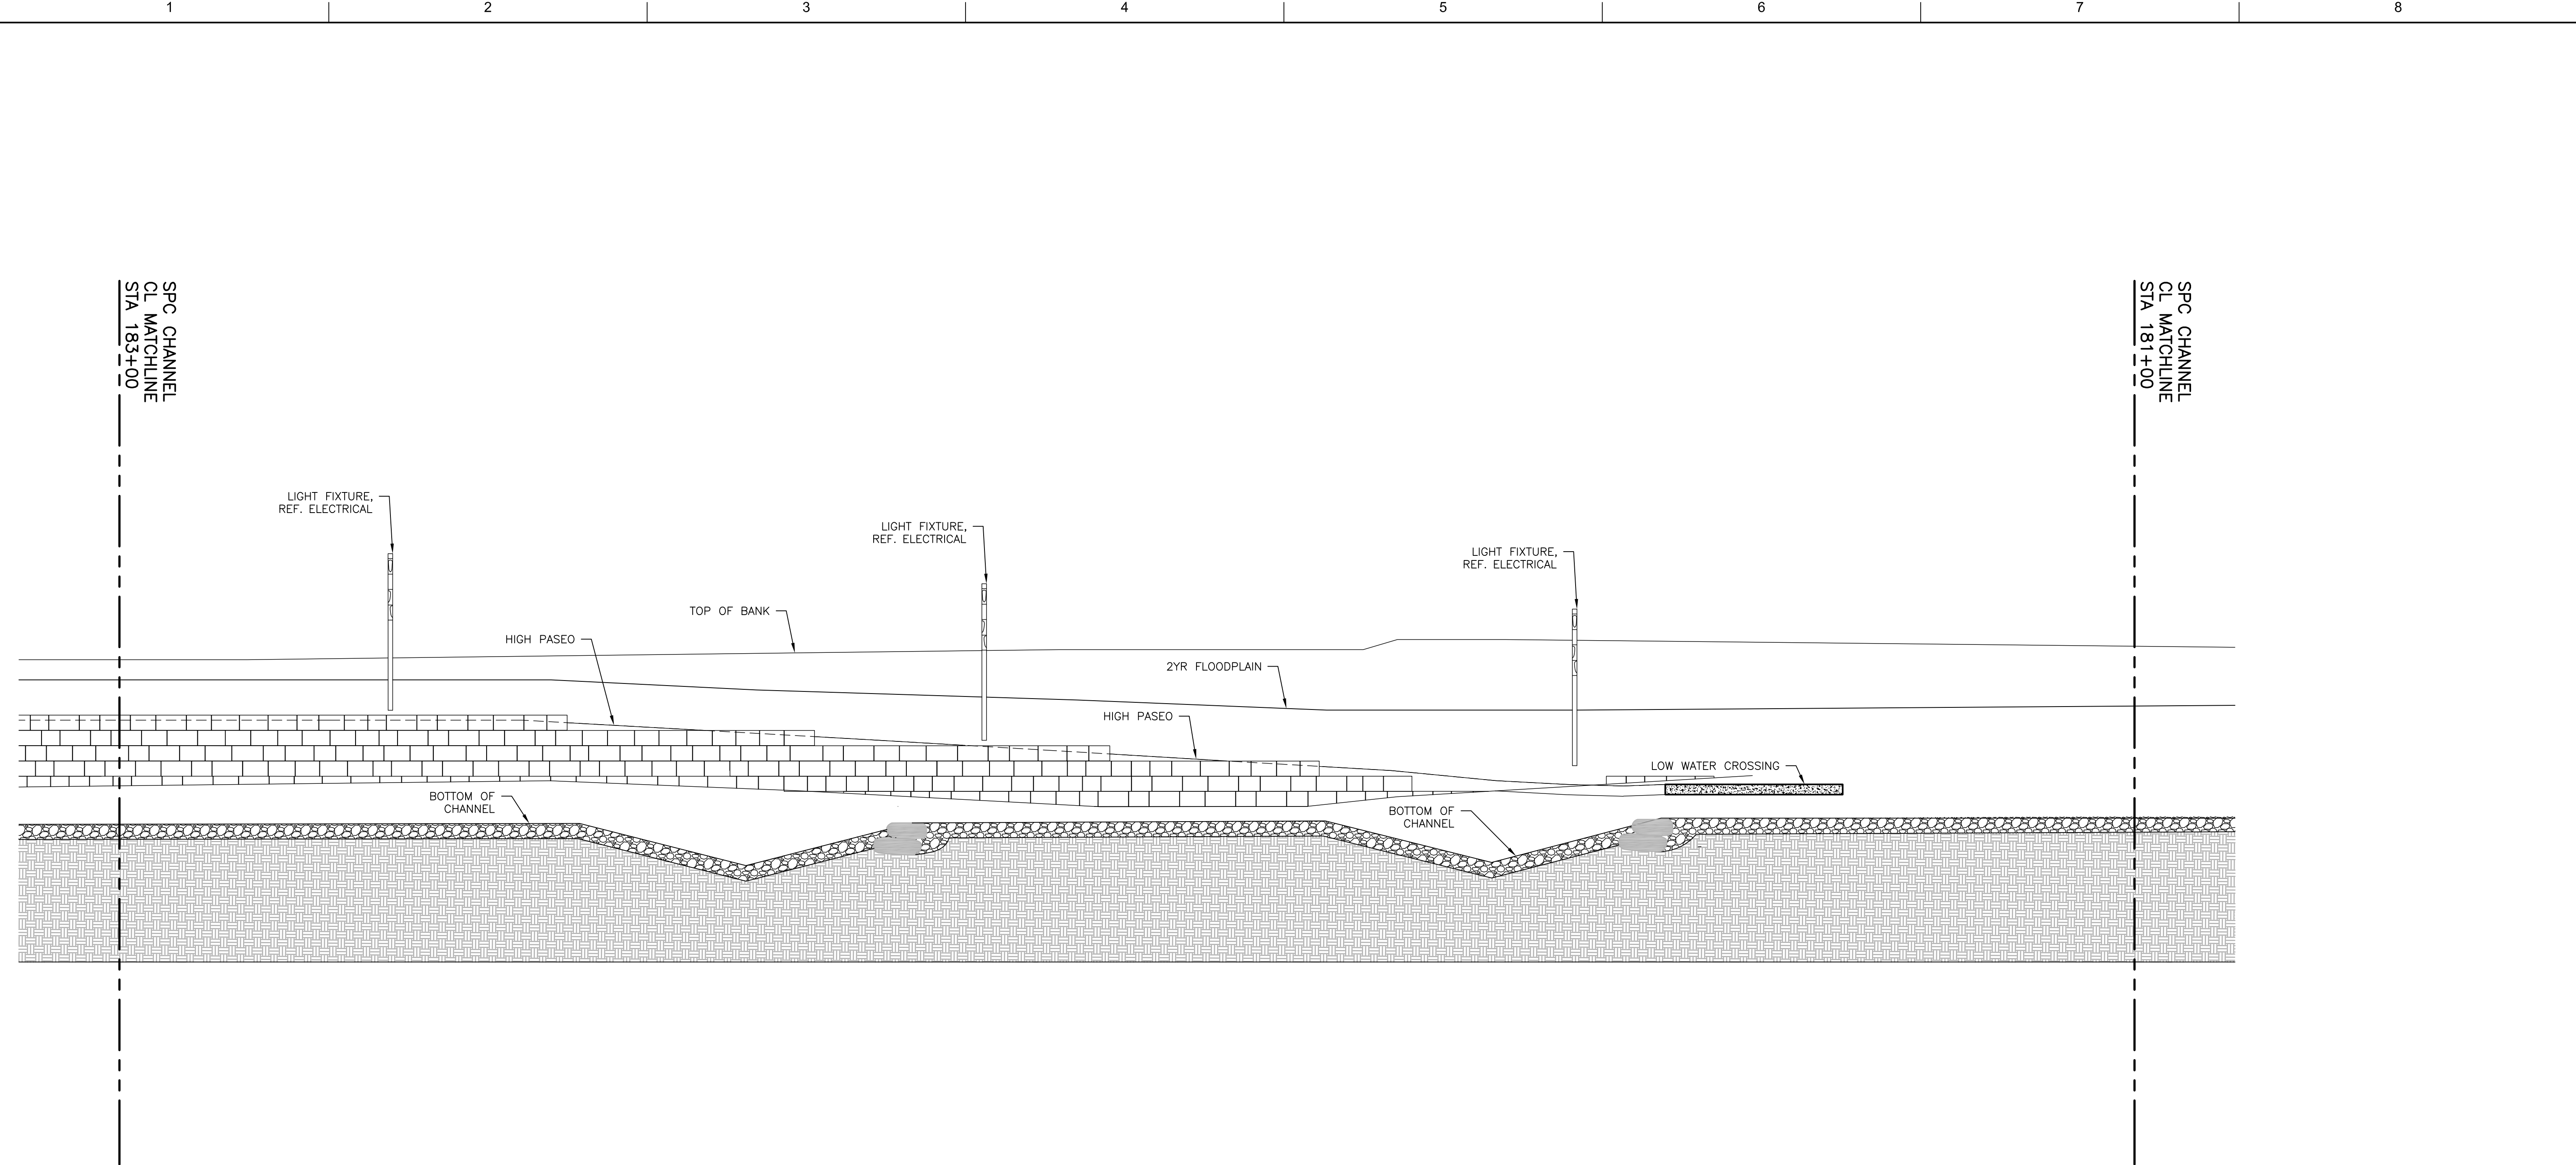 1 2 3 4 5 6 7 8
SPC CHANNEL
CL MATCHLINE
STA 183+00
SPC CHANNEL
CL MATCHLINE
STA 181+00
LIGHT FIXTURE,
REF. ELECTRICAL
LIGHT FIXTURE,
REF. ELECTRICAL
LIGHT FIXTURE,
REF. ELECTRICAL
TOP OF BANK
HIGH PASEO
2YR FLOODPLAIN
HIGH PASEO
LOW WATER CROSSING
BOTTOM OF
CHANNEL
BOTTOM OF
CHANNEL